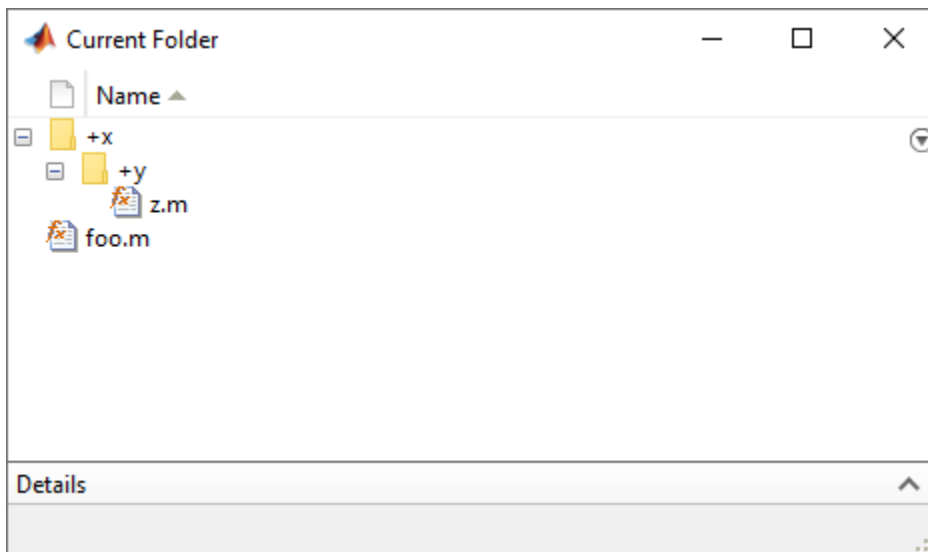 Current Folder
Name
+x
+y
z.m
foo.m
Details